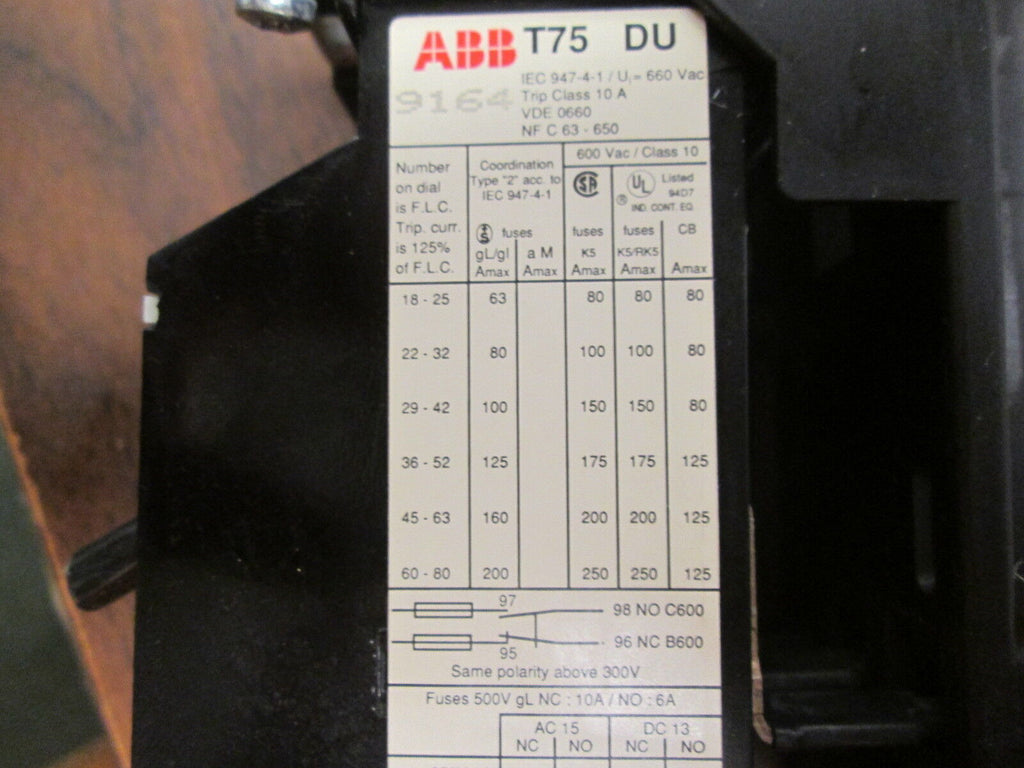 ABB T75 DU
9164
IEC 947-4-1 / Ui = 660 Vac
Trip Class 10 A
VDE 0660
NF C 63 - 650
Number
on dial
is F.L.C.
Trip. curr.
is 125%
of F.L.C.
Coordination
Type "2" acc. to
IEC 947-4-1
600 Vac / Class 10
SA
UL Listed
94D7
® IND. CONT. EQ.
S fuses
gL/gI
Amax
a M
Amax
fuses
K5
Amax
fuses
K5/RK5
Amax
CB
Amax
18 - 25 63 80 80 80
22 - 32 80 100 100 80
29 - 42 100 150 150 80
36 - 52 125 175 175 125
45 - 63 160 200 200 125
60 - 80 200 250 250 125
97 98 NO C600
95 96 NC B600
Same polarity above 300V
Fuses 500V gL NC : 10A / NO : 6A
AC 15 DC 13
NC NO NC NO